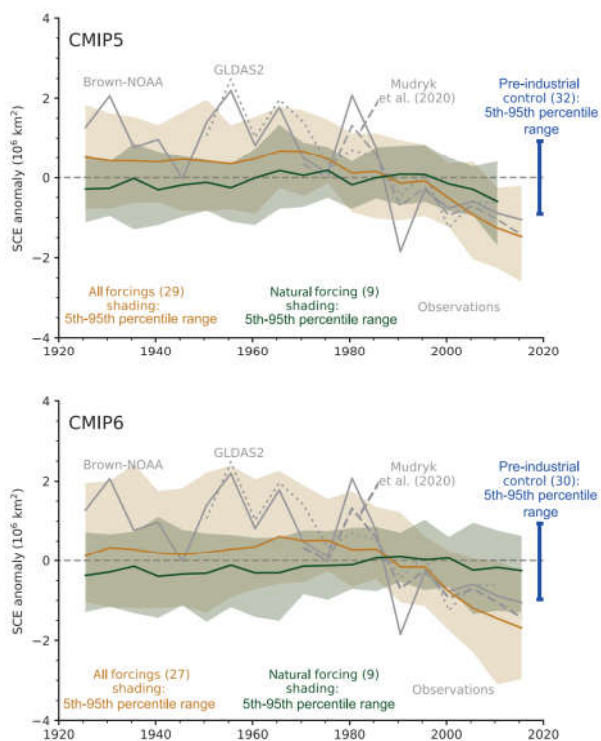 CMIP5
4
2
0
−2
−4
SCE anomaly (10⁶ km²)
Brown-NOAA
GLDAS2
Mudryk
et al. (2020)
Pre-industrial
control (32):
5th-95th percentile
range
All forcings (29)
shading:
5th-95th percentile range
Natural forcing (9)
shading:
5th-95th percentile range
Observations
1920
1940
1960
1980
2000
2020
CMIP6
4
2
0
−2
−4
SCE anomaly (10⁶ km²)
Brown-NOAA
GLDAS2
Mudryk
et al. (2020)
Pre-industrial
control (30):
5th-95th percentile
range
All forcings (27)
shading:
5th-95th percentile range
Natural forcing (9)
shading:
5th-95th percentile range
Observations
1920
1940
1960
1980
2000
2020